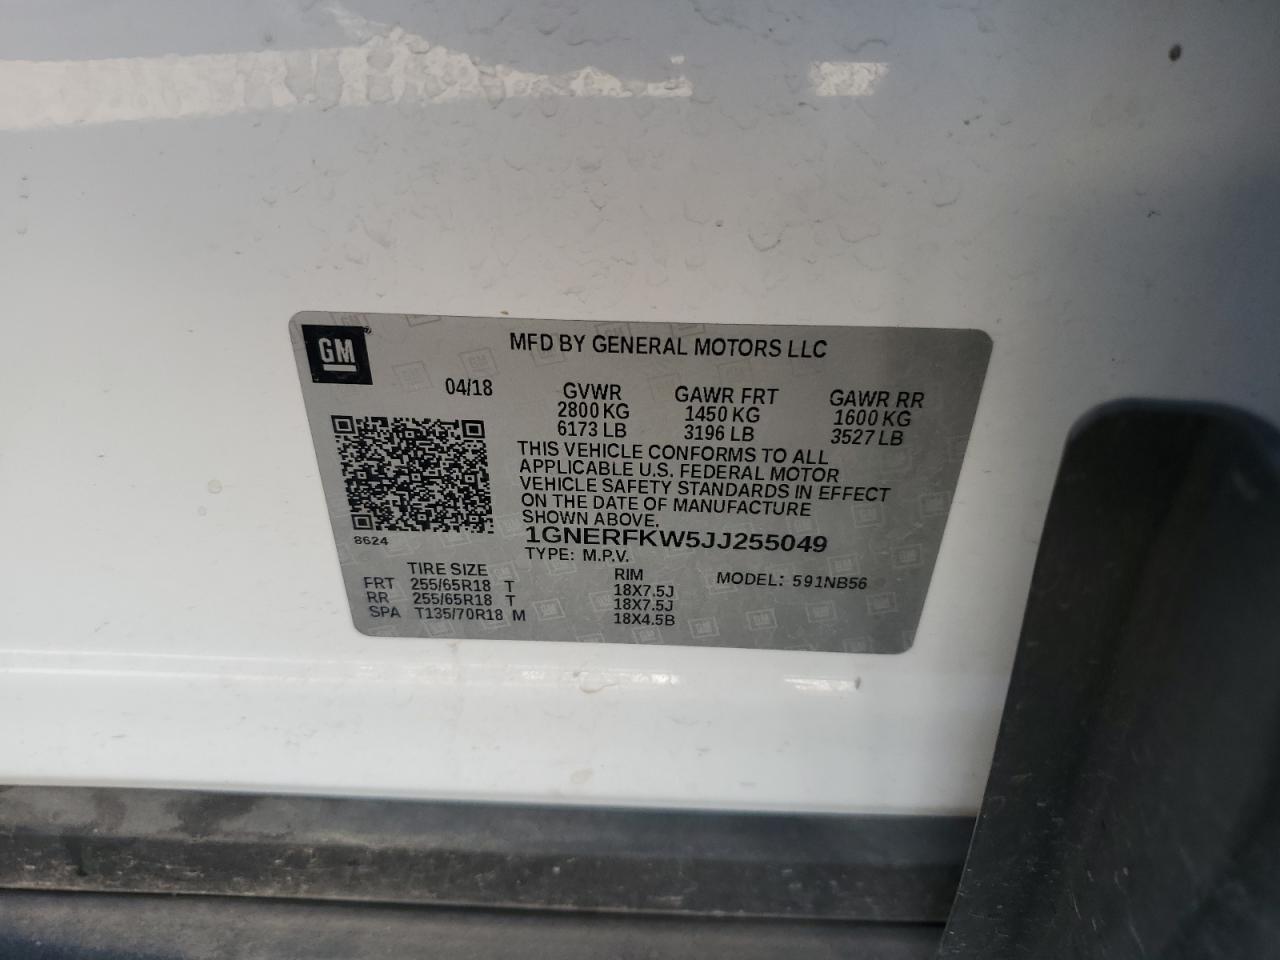 GM
MFD BY GENERAL MOTORS LLC
04/18
GVWR GAWR FRT GAWR RR
2800 KG 1450 KG 1600 KG
6173 LB 3196 LB 3527 LB
THIS VEHICLE CONFORMS TO ALL
APPLICABLE U.S. FEDERAL MOTOR
VEHICLE SAFETY STANDARDS IN EFFECT
ON THE DATE OF MANUFACTURE
SHOWN ABOVE.
8624
1GNERFKW5JJ255049
TYPE: M.P.V.
TIRE SIZE RIM MODEL: 591NB56
FRT 255/65R18 T 18X7.5J
RR 255/65R18 T 18X7.5J
SPA T135/70R18 M 18X4.5B